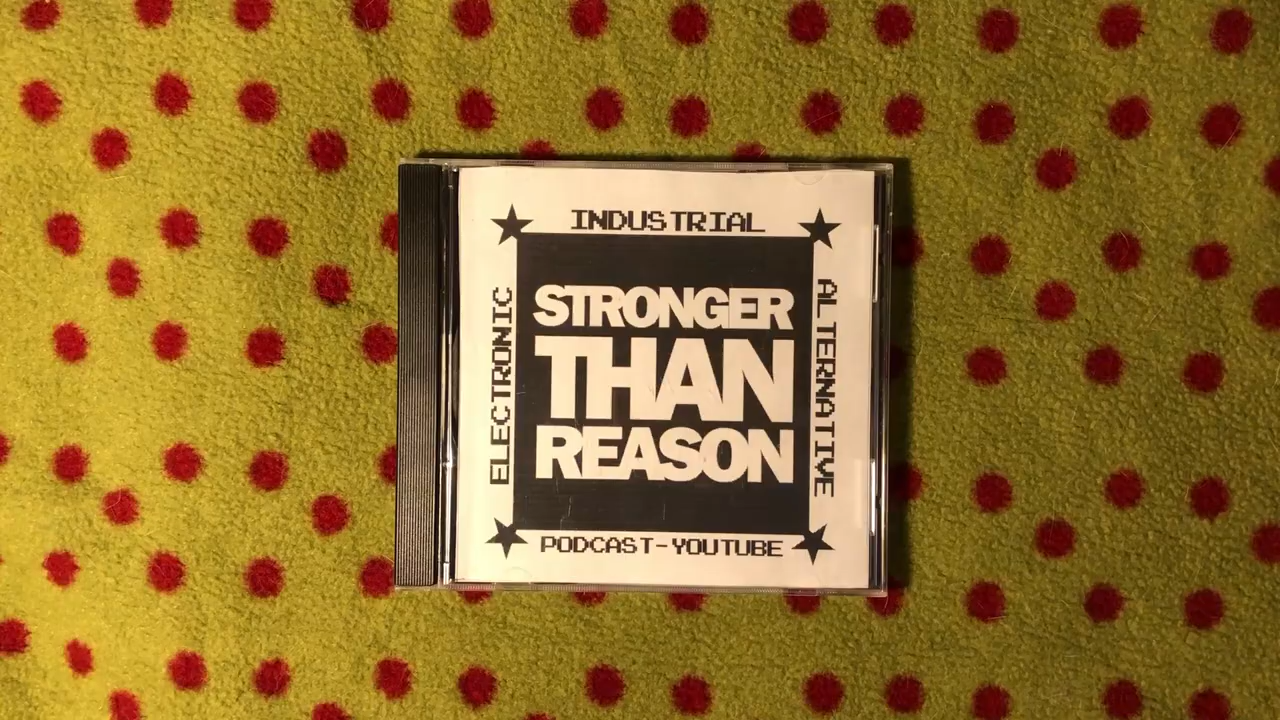 INDUSTRIAL
ELECTRONIC
STRONGER
THAN
REASON
ALTERNATIVE
PODCAST-YOUTUBE